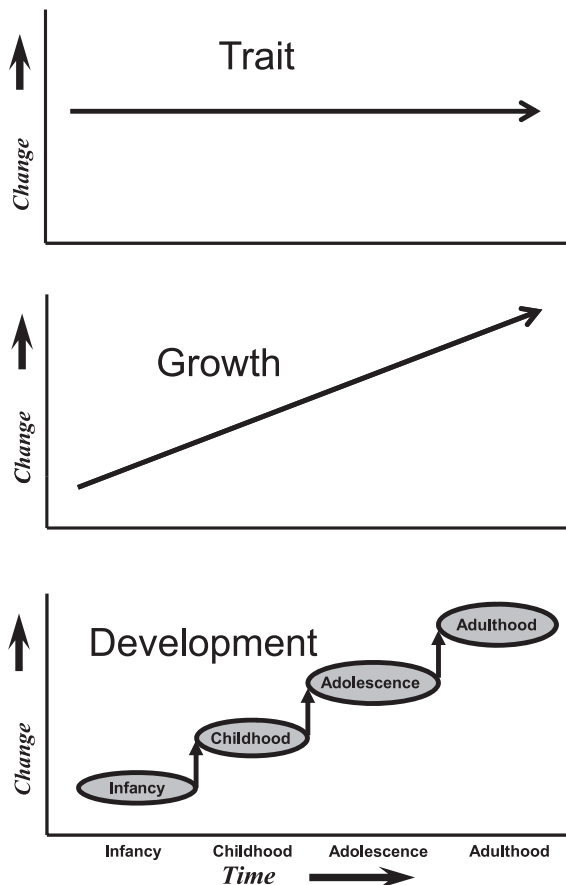 Trait
Change
Growth
Change
Development
Adulthood
Adolescence
Childhood
Infancy
Change
Infancy Childhood Adolescence Adulthood
Time